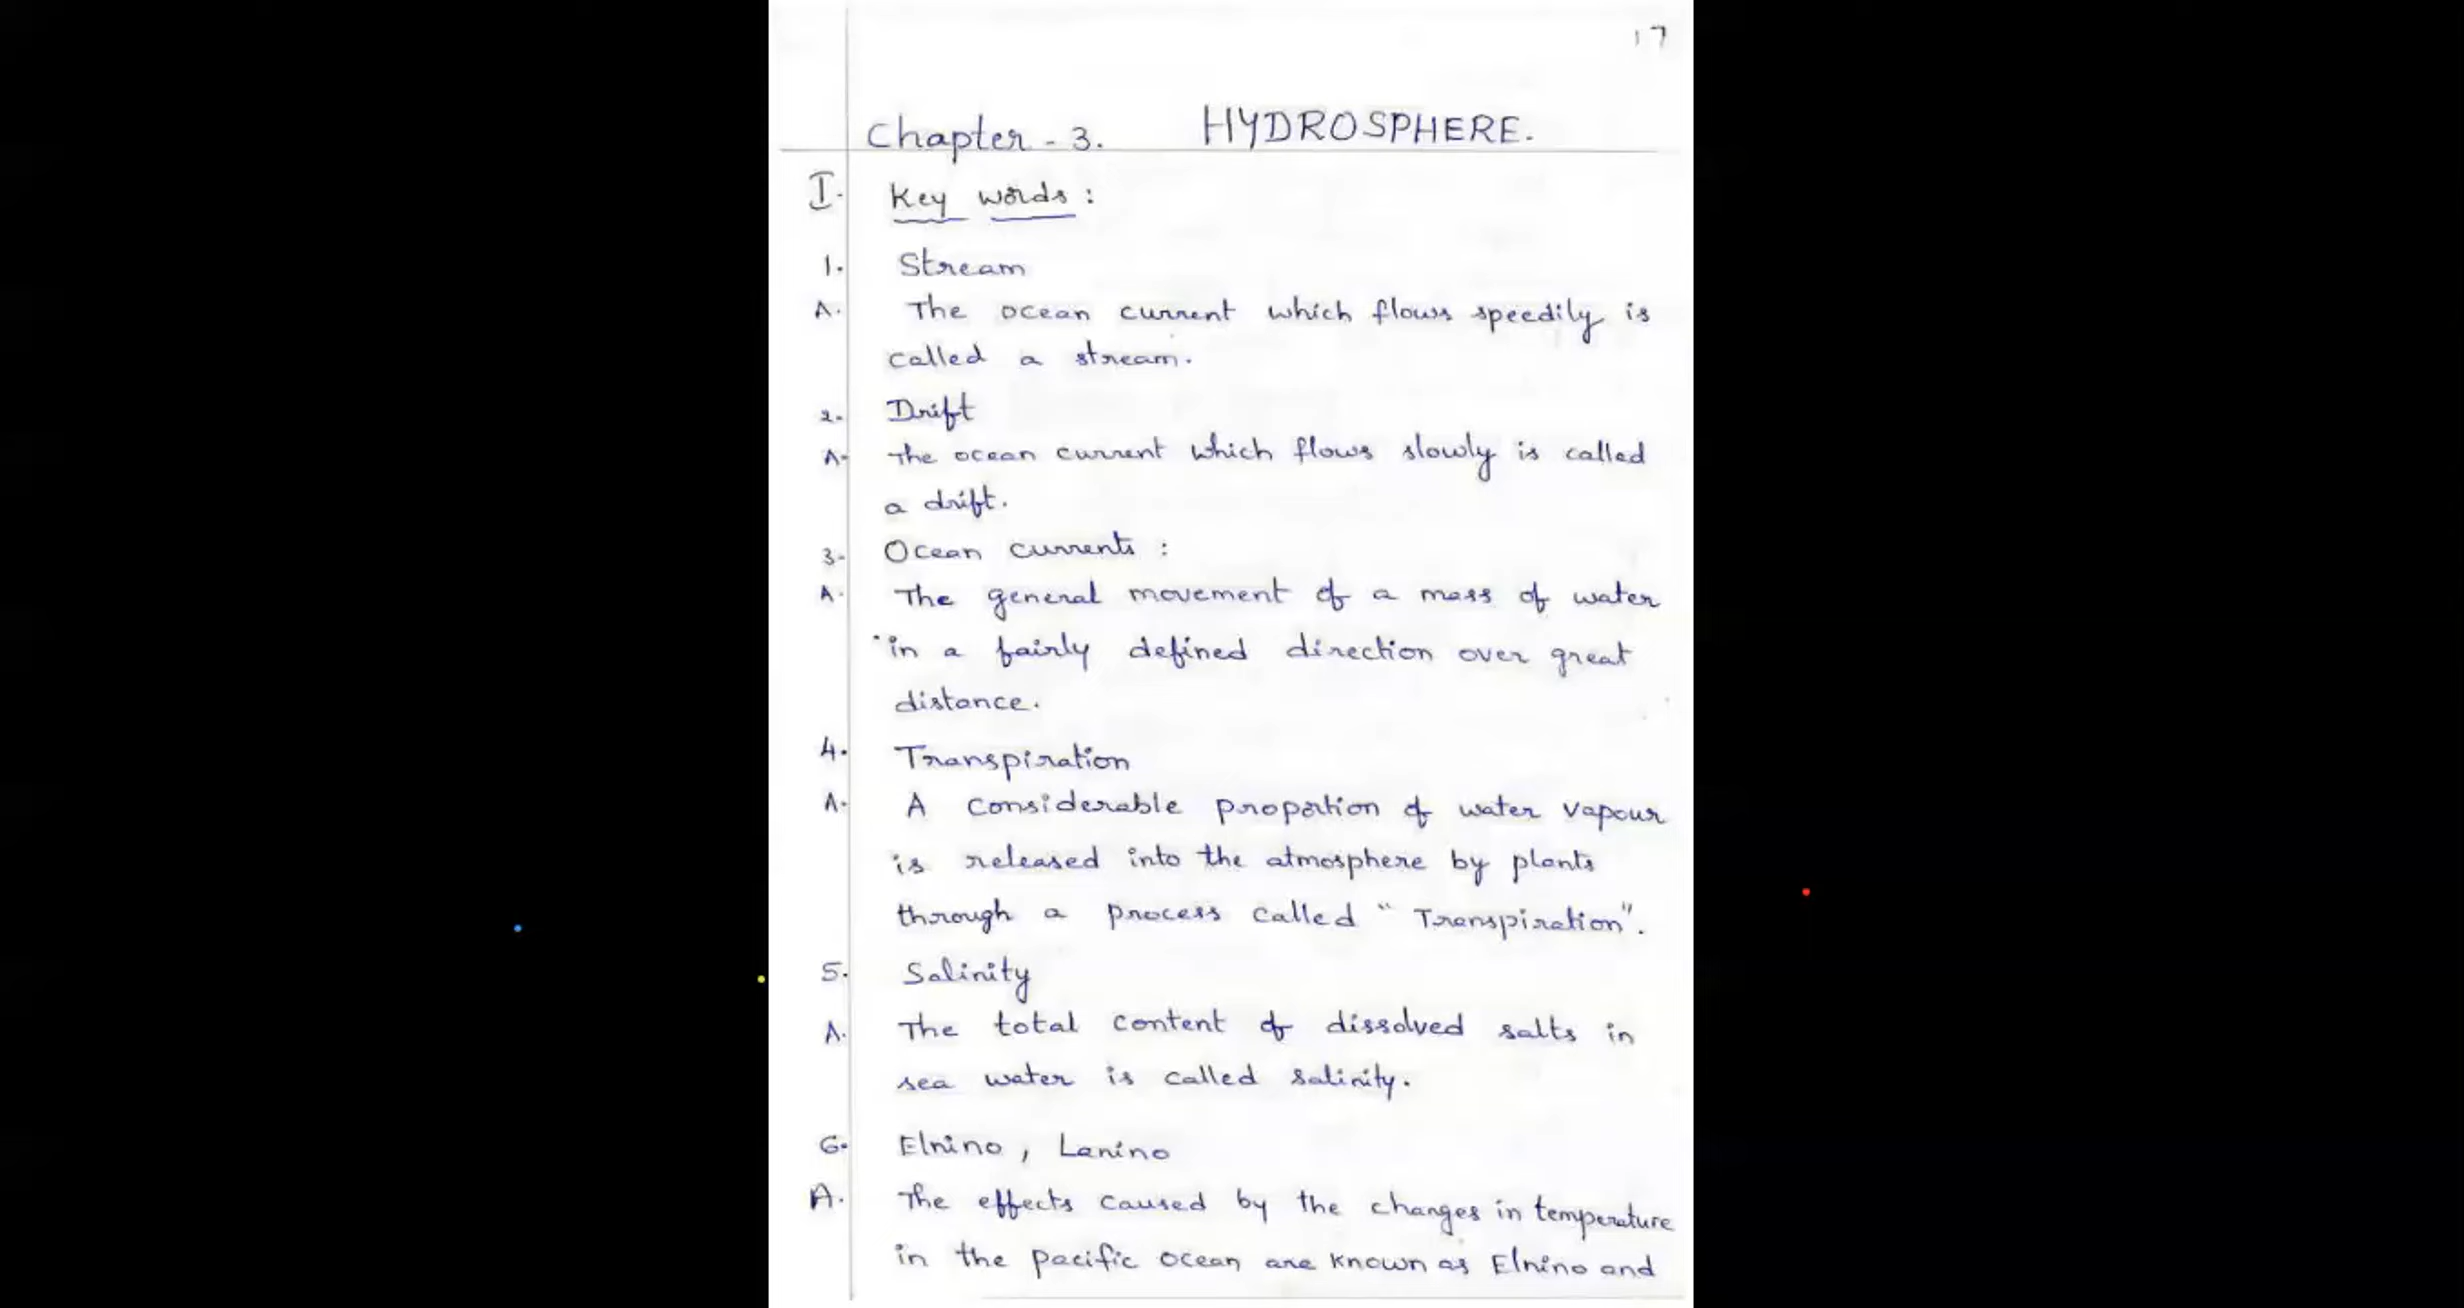 17
Chapter - 3. HYDROSPHERE.
I. Key words :
1. Stream
A. The ocean current which flows speedily is
called a stream.
2. Drift
A. The ocean current which flows slowly is called
a drift.
3. Ocean currents :
A. The general movement of a mass of water
in a fairly defined direction over great
distance.
4. Transpiration
A. A considerable proportion of water vapour
is released into the atmosphere by plants
through a process called "Transpiration".
5. Salinity
A. The total content of dissolved salts in
sea water is called salinity.
6. Elnino, Lanino
A. The effects caused by the changes in temperature
in the pacific ocean are known as Elnino and